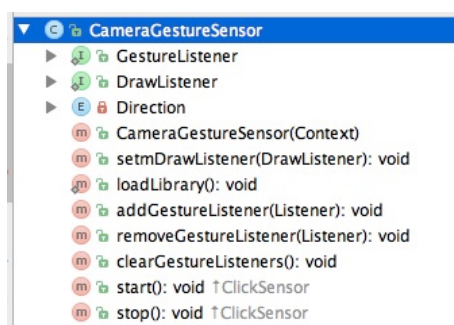 CameraGestureSensor
GestureListener
DrawListener
Direction
CameraGestureSensor(Context)
setmDrawListener(DrawListener): void
loadLibrary(): void
addGestureListener(Listener): void
removeGestureListener(Listener): void
clearGestureListeners(): void
start(): void ↑ClickSensor
stop(): void ↑ClickSensor